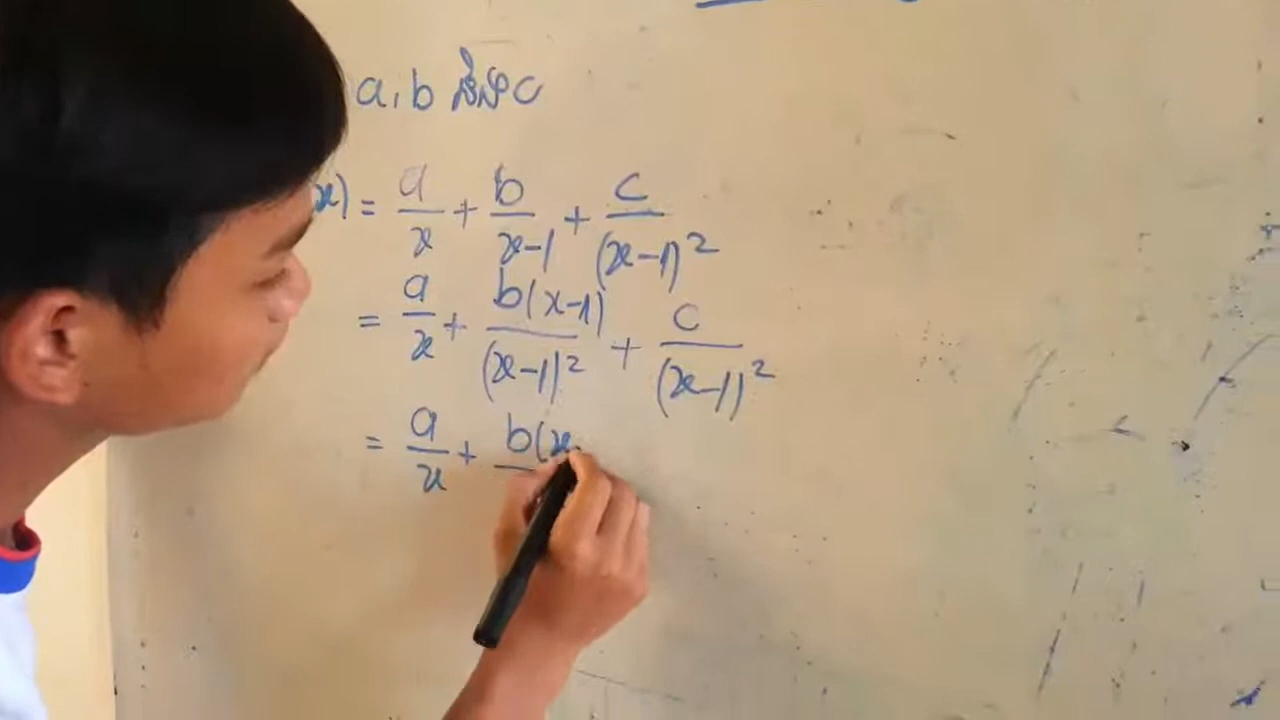 a, b និង c
x) = a/x + b/(x-1) + c/(x-1)²
= a/x + b(x-1)/(x-1)² + c/(x-1)²
= a/x + b(x